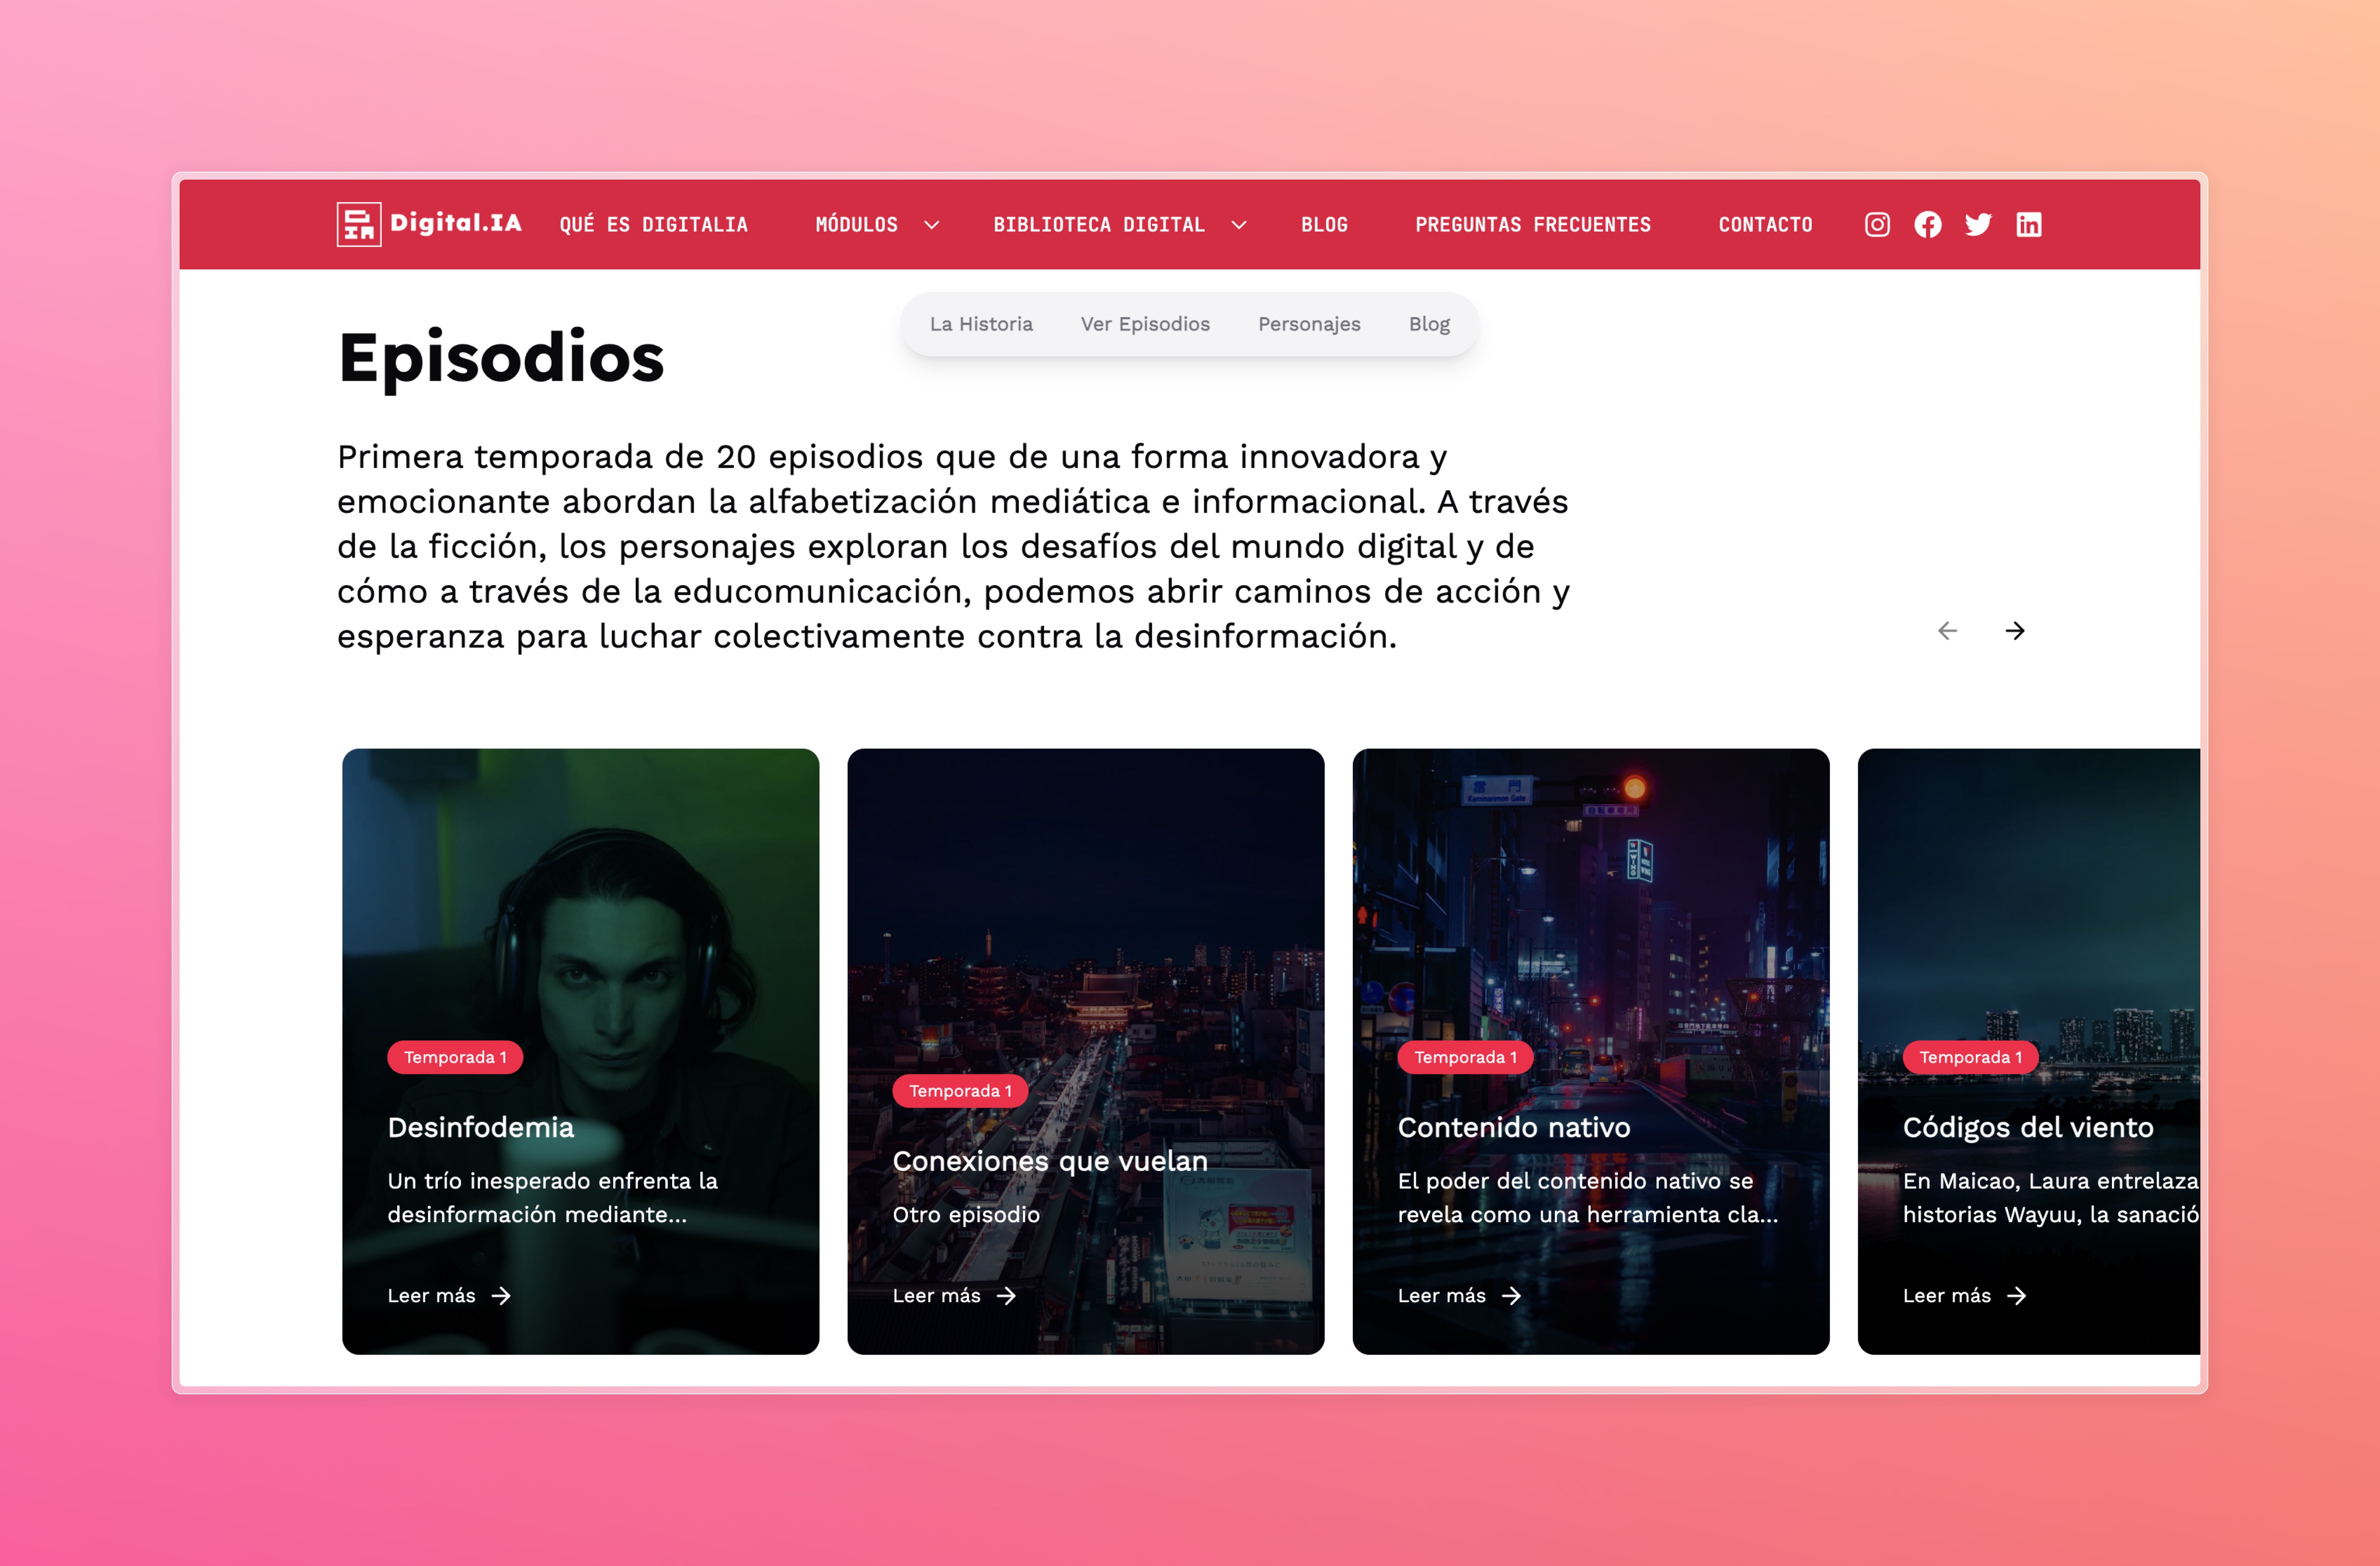 Digital.IA
QUÉ ES DIGITALIA
MÓDULOS
BIBLIOTECA DIGITAL
BLOG
PREGUNTAS FRECUENTES
CONTACTO
La Historia
Ver Episodios
Personajes
Blog
Episodios
Primera temporada de 20 episodios que de una forma innovadora y
emocionante abordan la alfabetización mediática e informacional. A través
de la ficción, los personajes exploran los desafíos del mundo digital y de
cómo a través de la educomunicación, podemos abrir caminos de acción y
esperanza para luchar colectivamente contra la desinformación.
Temporada 1
Desinfodemia
Un trío inesperado enfrenta la
desinformación mediante...
Leer más
Temporada 1
Conexiones que vuelan
Otro episodio
Leer más
Kaminarimon Gate
Temporada 1
Contenido nativo
El poder del contenido nativo se
revela como una herramienta cla...
Leer más
Temporada 1
Códigos del viento
En Maicao, Laura entrelaza
historias Wayuu, la sanació
Leer más